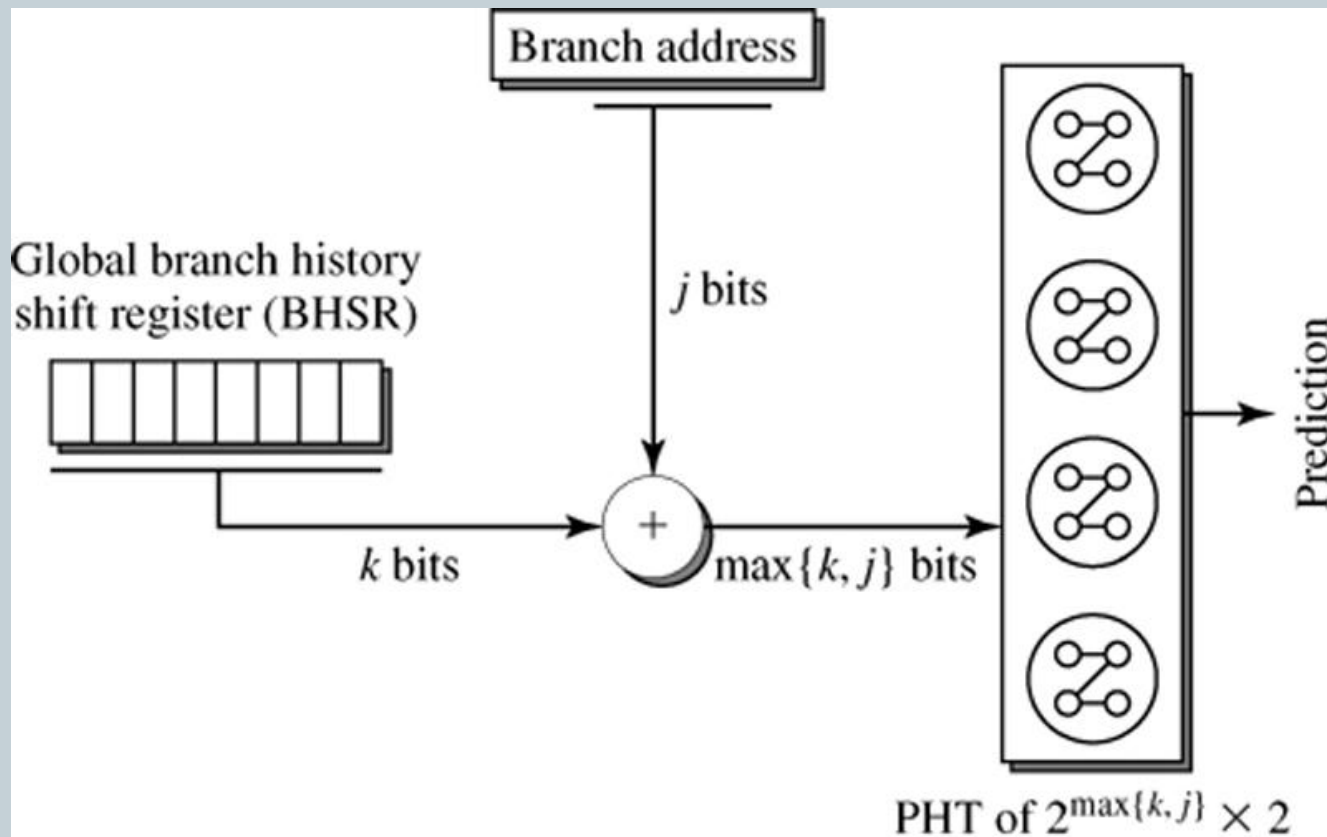 Branch address
Global branch history
shift register (BHSR)
j bits
k bits
+
max{k, j} bits
Prediction
PHT of 2^max{k, j} × 2